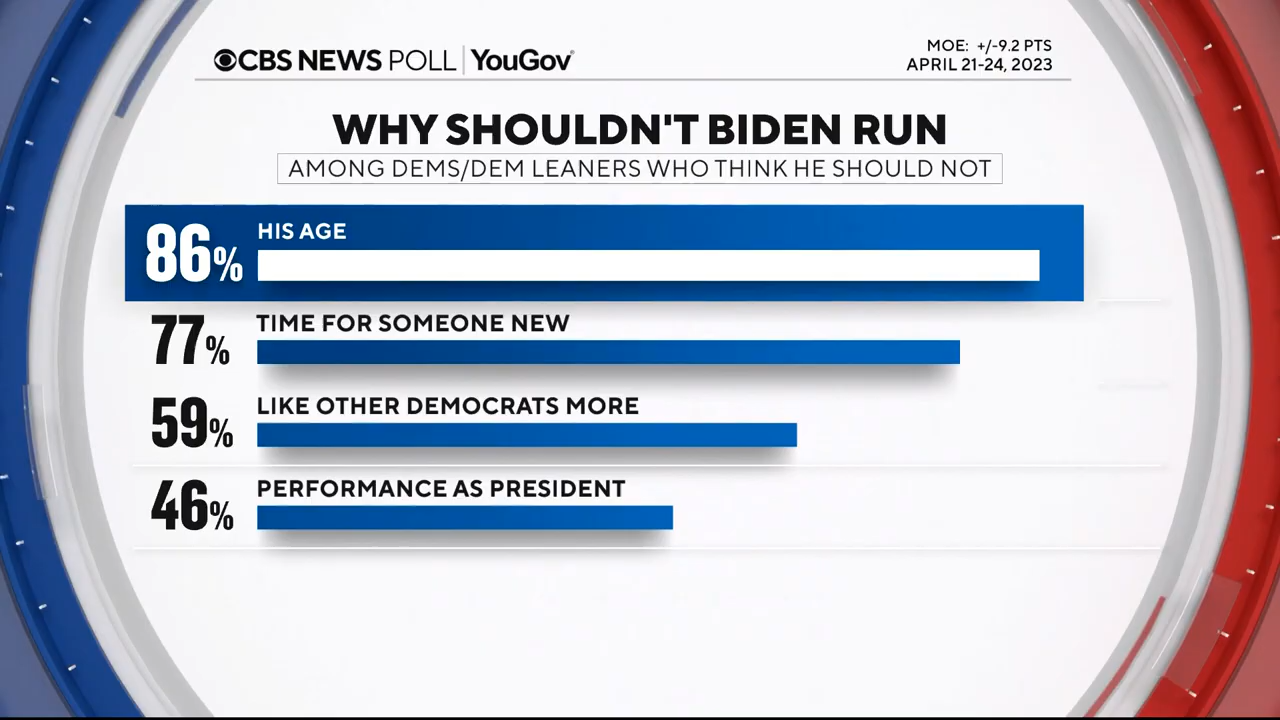 CBS NEWS POLL | YouGov®
MOE: +/-9.2 PTS
APRIL 21-24, 2023
WHY SHOULDN'T BIDEN RUN
AMONG DEMS/DEM LEANERS WHO THINK HE SHOULD NOT
86% HIS AGE
77% TIME FOR SOMEONE NEW
59% LIKE OTHER DEMOCRATS MORE
46% PERFORMANCE AS PRESIDENT